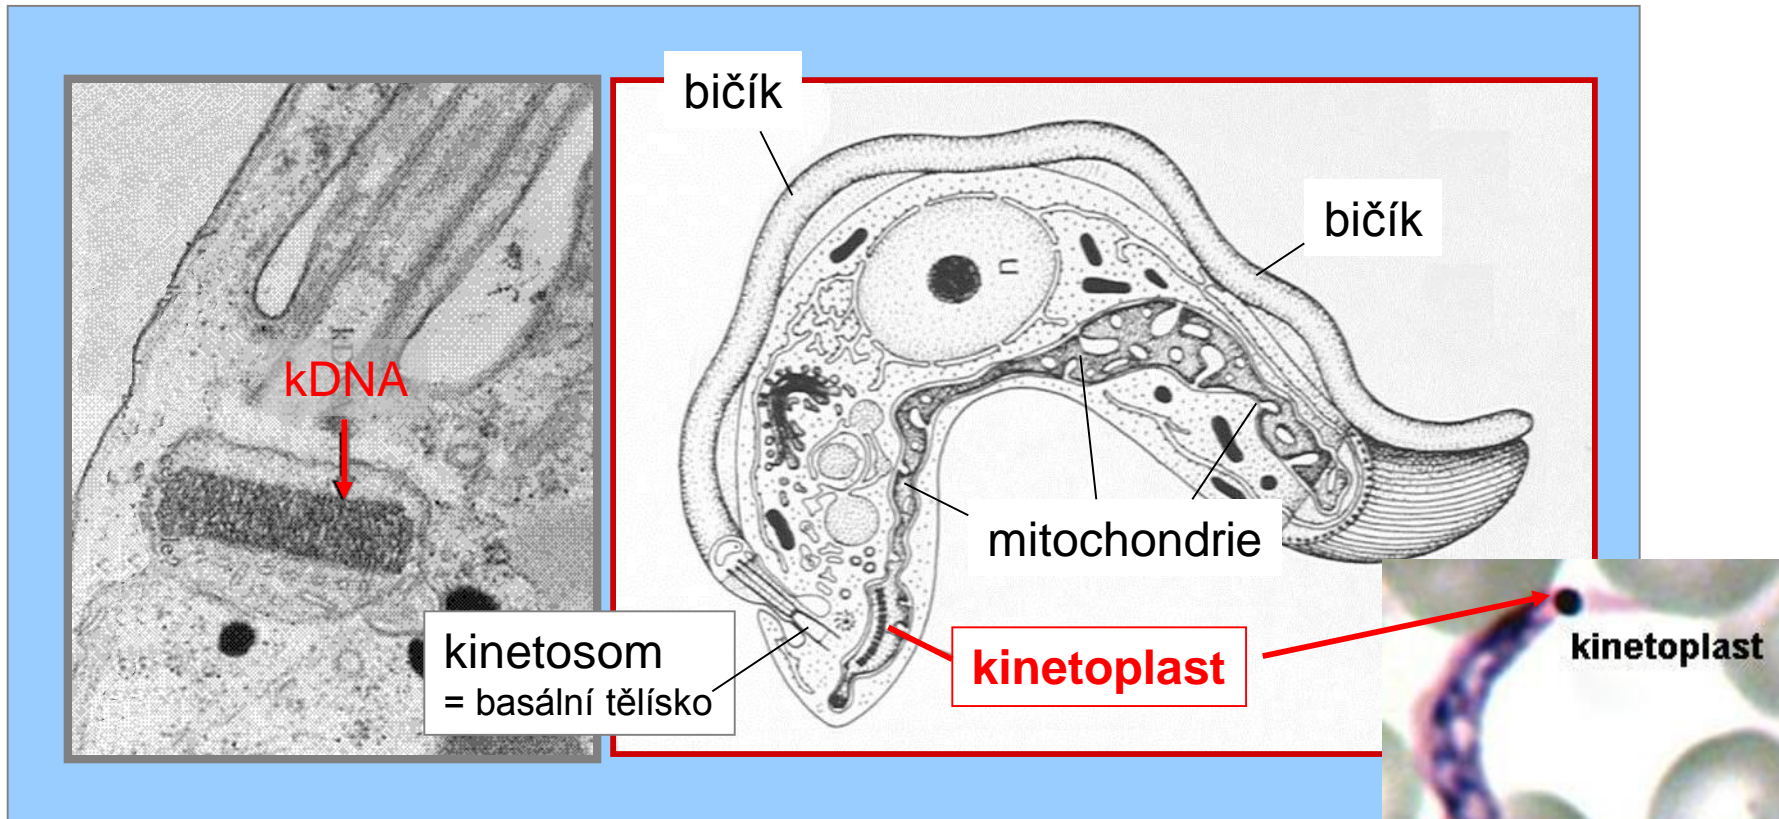 bičík
bičík
kDNA
mitochondrie
kinetosom
= basální tělísko
kinetoplast
kinetoplast